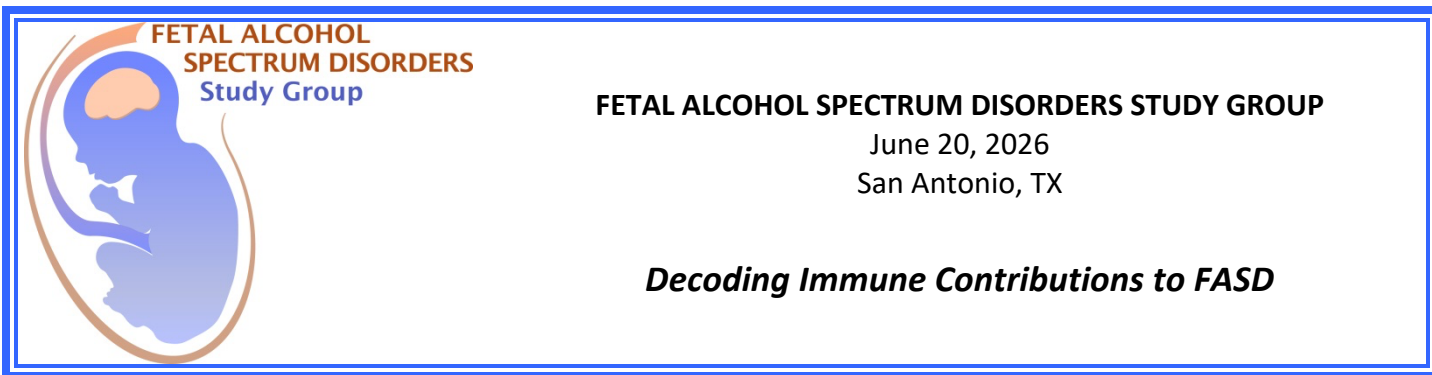 FETAL ALCOHOL
SPECTRUM DISORDERS
Study Group
FETAL ALCOHOL SPECTRUM DISORDERS STUDY GROUP
June 20, 2026
San Antonio, TX
Decoding Immune Contributions to FASD